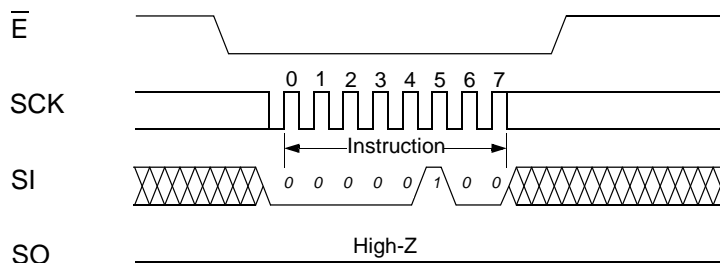 E̅
SCK 0 1 2 3 4 5 6 7
Instruction
SI 0 0 0 0 0 1 0 0
High-Z
SO